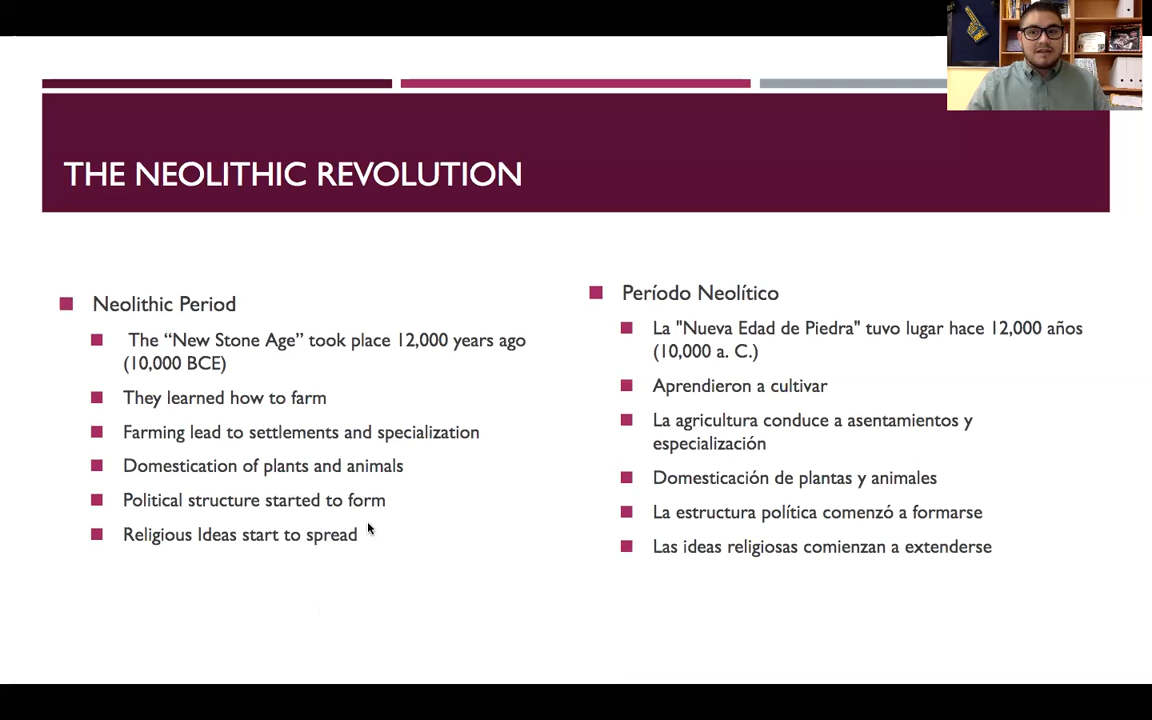 THE NEOLITHIC REVOLUTION
Neolithic Period
The “New Stone Age” took place 12,000 years ago
(10,000 BCE)
They learned how to farm
Farming lead to settlements and specialization
Domestication of plants and animals
Political structure started to form
Religious Ideas start to spread
Período Neolítico
La "Nueva Edad de Piedra" tuvo lugar hace 12,000 años
(10,000 a. C.)
Aprendieron a cultivar
La agricultura conduce a asentamientos y
especialización
Domesticación de plantas y animales
La estructura política comenzó a formarse
Las ideas religiosas comienzan a extenderse